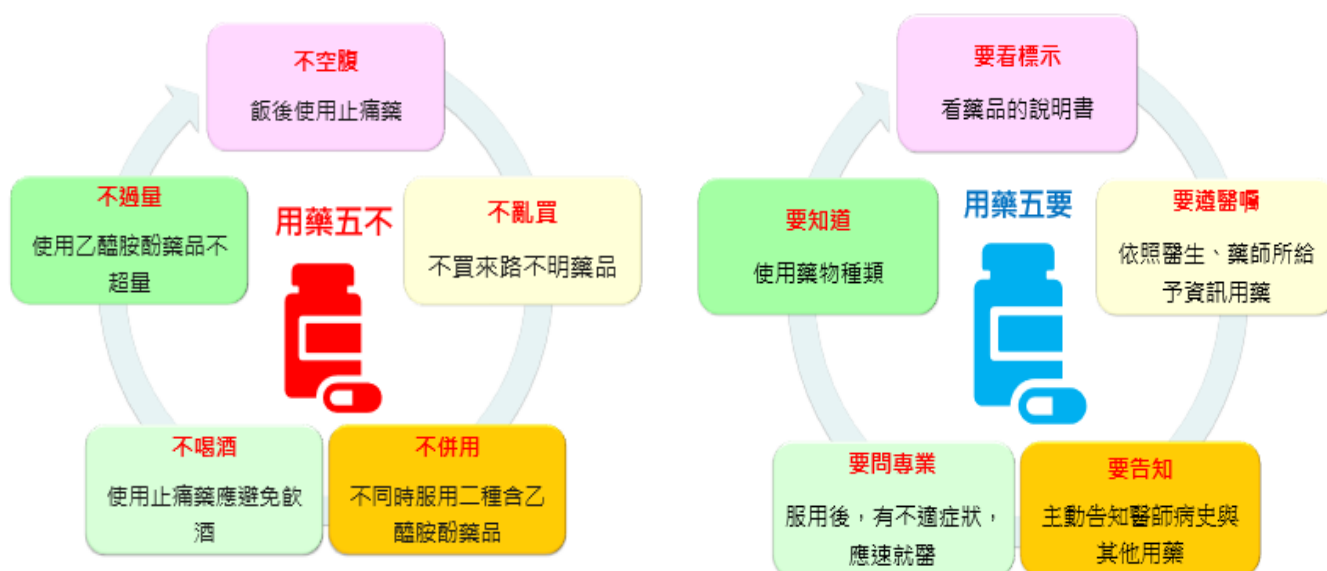 用藥五不
不空腹
飯後使用止痛藥
不亂買
不買來路不明藥品
不併用
不同時服用二種含乙
醯胺酚藥品
不喝酒
使用止痛藥應避免飲
酒
不過量
使用乙醯胺酚藥品不
超量
用藥五要
要看標示
看藥品的說明書
要遵醫囑
依照醫生、藥師所給
予資訊用藥
要告知
主動告知醫師病史與
其他用藥
要問專業
服用後，有不適症狀，
應速就醫
要知道
使用藥物種類